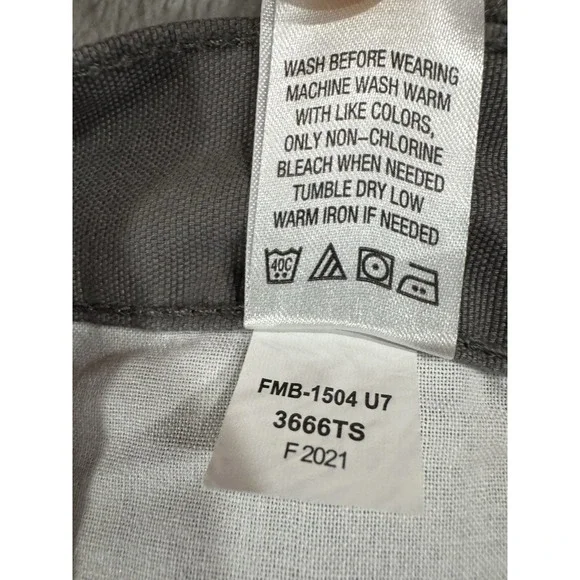 WASH BEFORE WEARING
MACHINE WASH WARM
WITH LIKE COLORS,
ONLY NON-CHLORINE
BLEACH WHEN NEEDED
TUMBLE DRY LOW
WARM IRON IF NEEDED
40C
FMB-1504 U7
3666TS
F 2021